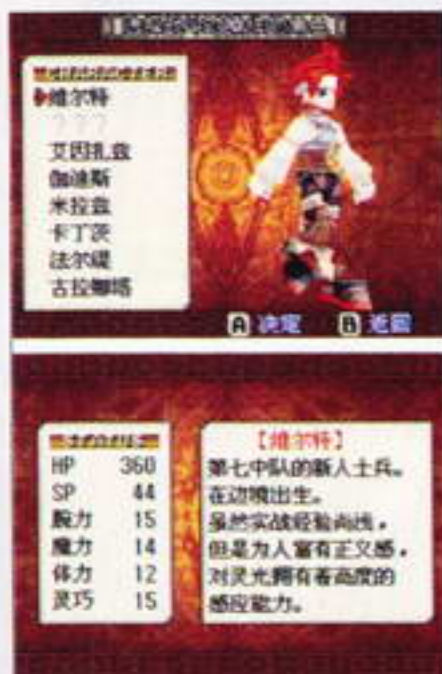 维尔特
???
艾因扎兹
伽迪斯
米拉兹
卡丁茨
法尔缇
古拉娜塔
A 决定 B 返回
HP 360
SP 44
腕力 15
魔力 14
体力 12
灵巧 15
【维尔特】
第七中队的新人士兵。
在边境出生。
虽然实战经验尚浅，
但是为人富有正义感，
对灵光拥有着高度的
感应能力。